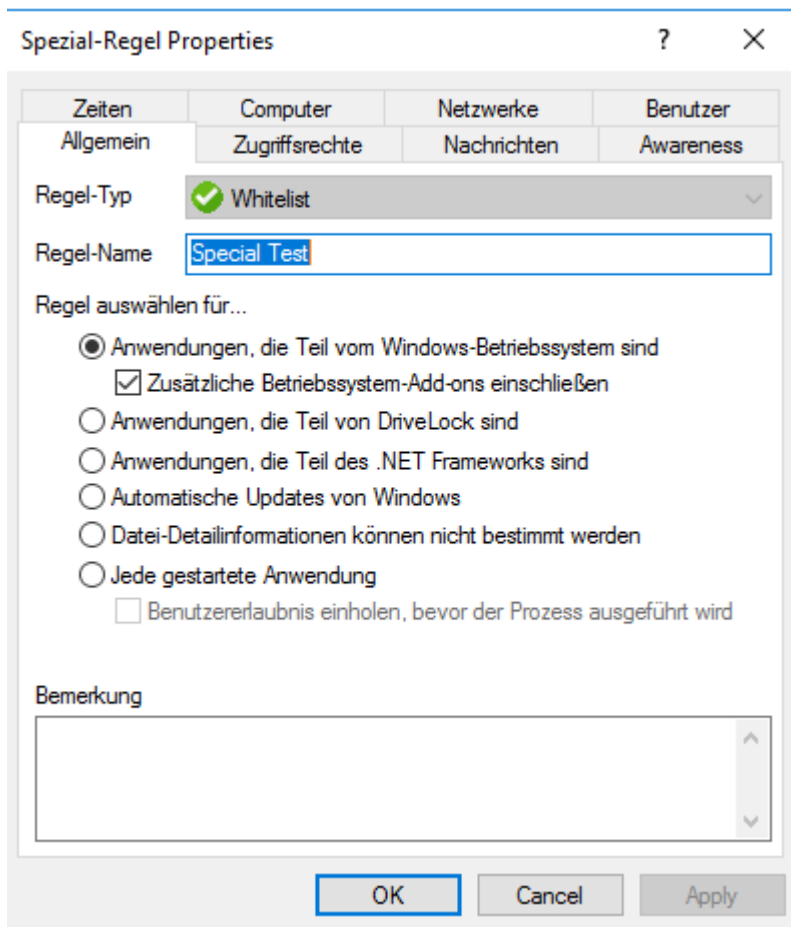 Spezial-Regel Properties ?
Zeiten Computer Netzwerke Benutzer
Allgemein Zugriffsrechte Nachrichten Awareness
Regel-Typ Whitelist
Regel-Name Special Test
Regel auswählen für...
Anwendungen, die Teil vom Windows-Betriebssystem sind
Zusätzliche Betriebssystem-Add-ons einschließen
Anwendungen, die Teil von DriveLock sind
Anwendungen, die Teil des .NET Frameworks sind
Automatische Updates von Windows
Datei-Detailinformationen können nicht bestimmt werden
Jede gestartete Anwendung
Benutzererlaubnis einholen, bevor der Prozess ausgeführt wird
Bemerkung
OK Cancel Apply